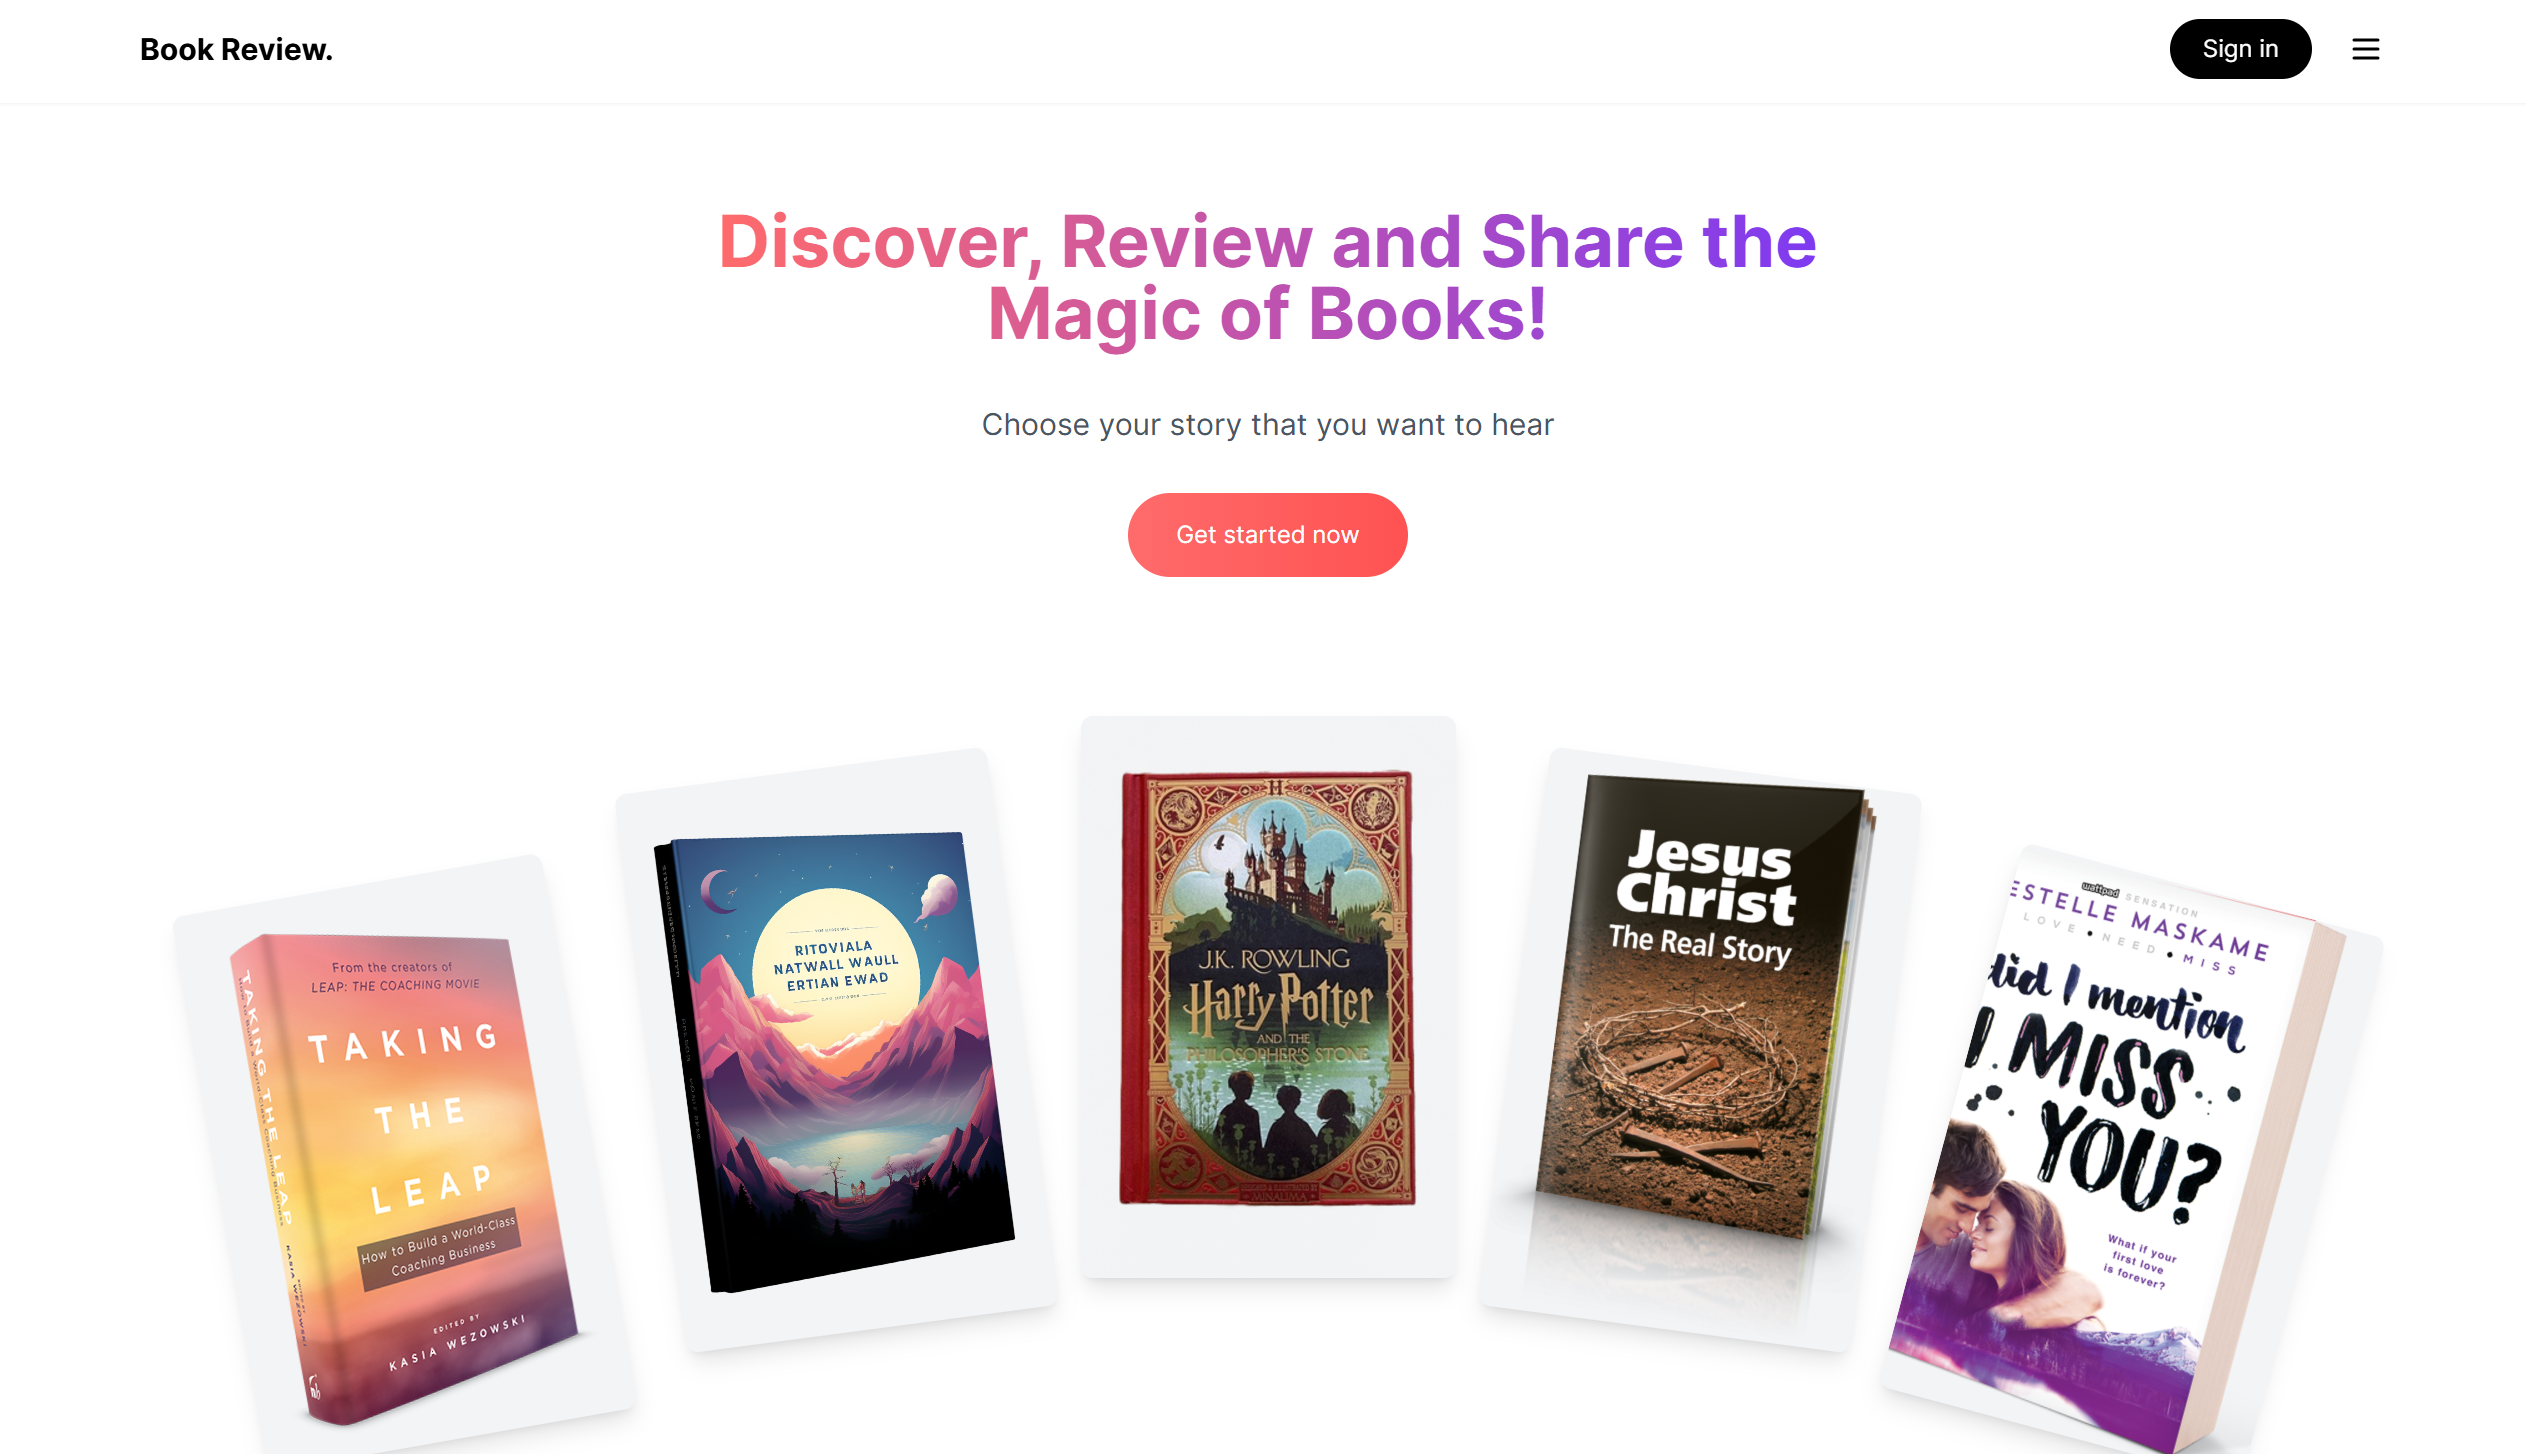 Book Review.
Sign in
Discover, Review and Share the
Magic of Books!
Choose your story that you want to hear
Get started now
From the creators of
LEAP: THE COACHING MOVIE
TAKING
THE
LEAP
How to Build a World-Class
Coaching Business
EDITED BY
KASIA WEZOWSKI
TAKING THE LEAP
KASIA WEZOWSKI
RITOVIALA
NATWALL WAULL
ERTIAN EWAD
J.K. ROWLING
Harry Potter
AND THE
PHILOSOPHER'S STONE
MINALIMA
Jesus
Christ
The Real Story
wattpad SENSATION
ESTELLE MASKAME
LOVE • NEED • MISS
did I mention
I MISS
YOU?
What if your
first love
is forever?